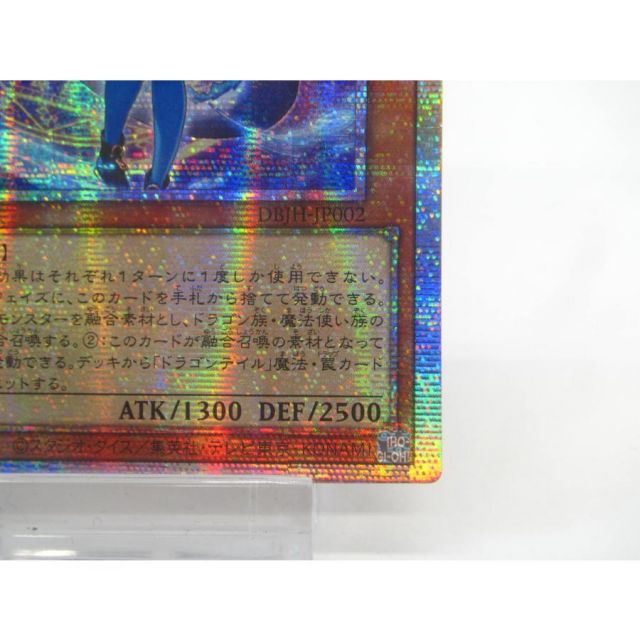 DBJH-JP002
】
効果はそれぞれ1ターンに1度しか使用できない。
フェイズに、このカードを手札から捨てて発動できる。
モンスターを融合素材とし、ドラゴン族・魔法使い族の
合召喚する。②:このカードが融合召喚の素材となって
動できる。デッキから「ドラゴンテイル」魔法・罠カード
ットする。
ATK/1300 DEF/2500
©スタジオ・ダイス/集英社・テレビ東京・KONAMI